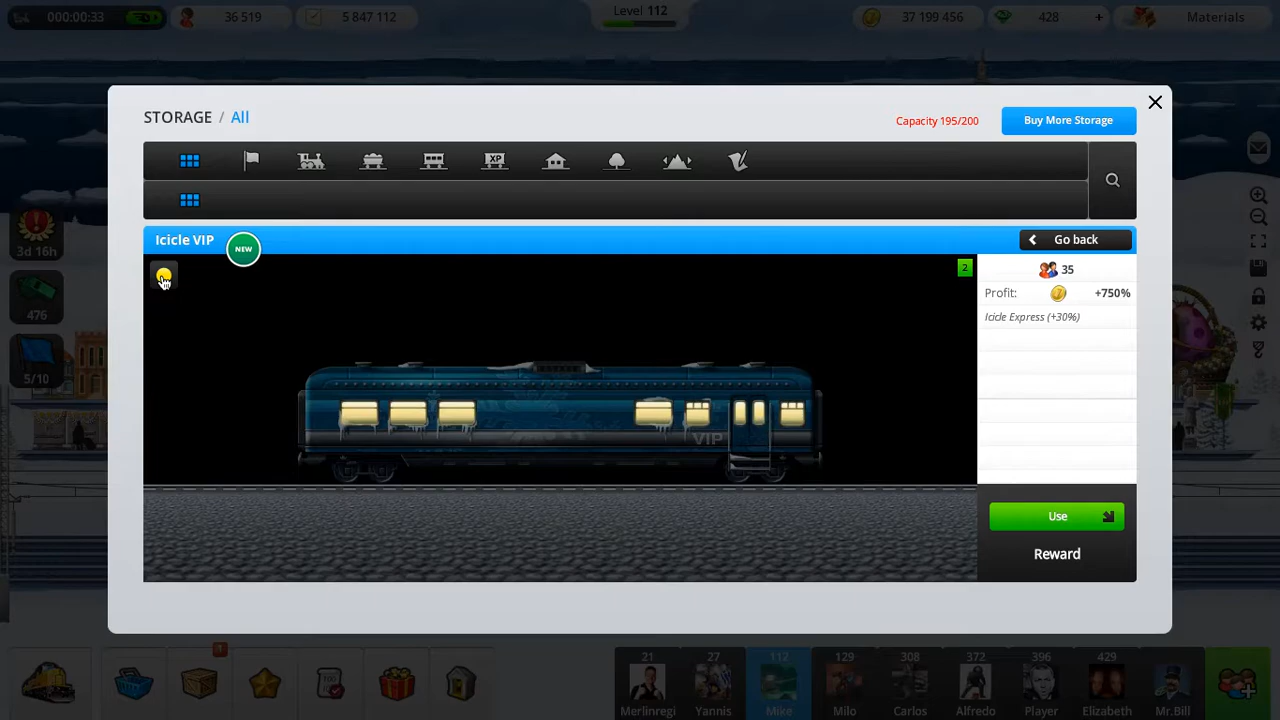 000:00:33
36 519
5 847 112
Level 112
37 199 456
428
+
Materials
STORAGE / All
Capacity 195/200
Buy More Storage
XP
Icicle VIP
NEW
Go back
2
35
Profit:
+750%
Icicle Express (+30%)
VIP
Use
Reward
3d 16h
476
5/10
1
100
21
27
112
129
308
372
396
429
Merlinregi
Yannis
Mike
Milo
Carlos
Alfredo
Player
Elizabeth
Mr.Bill